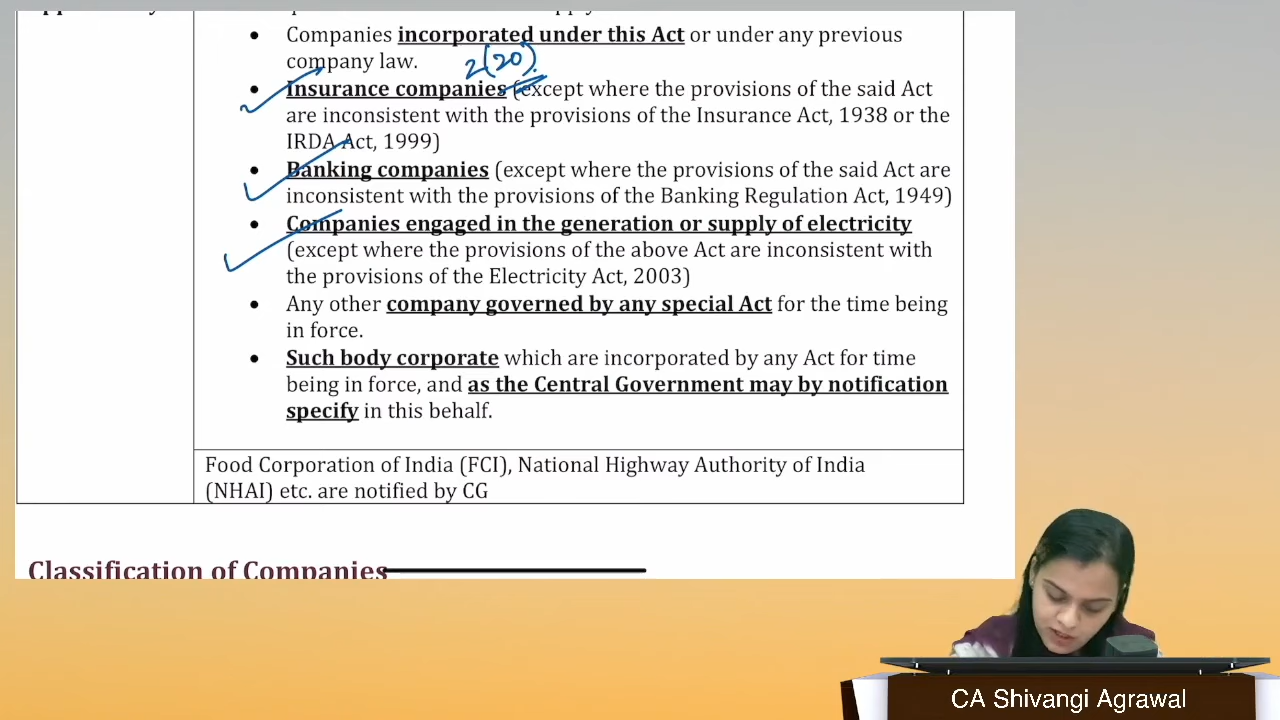 • Companies incorporated under this Act or under any previous
company law.
2(20).
• Insurance companies (except where the provisions of the said Act
are inconsistent with the provisions of the Insurance Act, 1938 or the
IRDA Act, 1999)
• Banking companies (except where the provisions of the said Act are
inconsistent with the provisions of the Banking Regulation Act, 1949)
• Companies engaged in the generation or supply of electricity
(except where the provisions of the above Act are inconsistent with
the provisions of the Electricity Act, 2003)
• Any other company governed by any special Act for the time being
in force.
• Such body corporate which are incorporated by any Act for time
being in force, and as the Central Government may by notification
specify in this behalf.
Food Corporation of India (FCI), National Highway Authority of India
(NHAI) etc. are notified by CG
Classification of Companies
CA Shivangi Agrawal